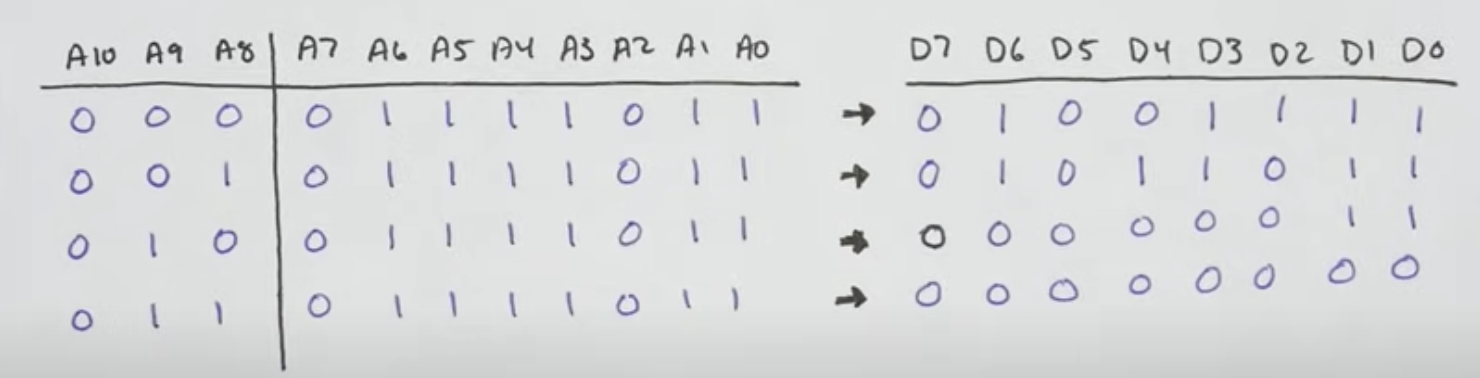 A10 A9 A8 A7 A6 A5 A4 A3 A2 A1 A0 D7 D6 D5 D4 D3 D2 D1 D0
0 0 0 0 1 1 1 1 0 1 1 → 0 1 0 0 1 1 1 1
0 0 1 0 1 1 1 1 0 1 1 → 0 1 0 1 1 0 1 1
0 1 0 0 1 1 1 1 0 1 1 → 0 0 0 0 0 0 1 1
0 1 1 0 1 1 1 1 0 1 1 → 0 0 0 0 0 0 0 0